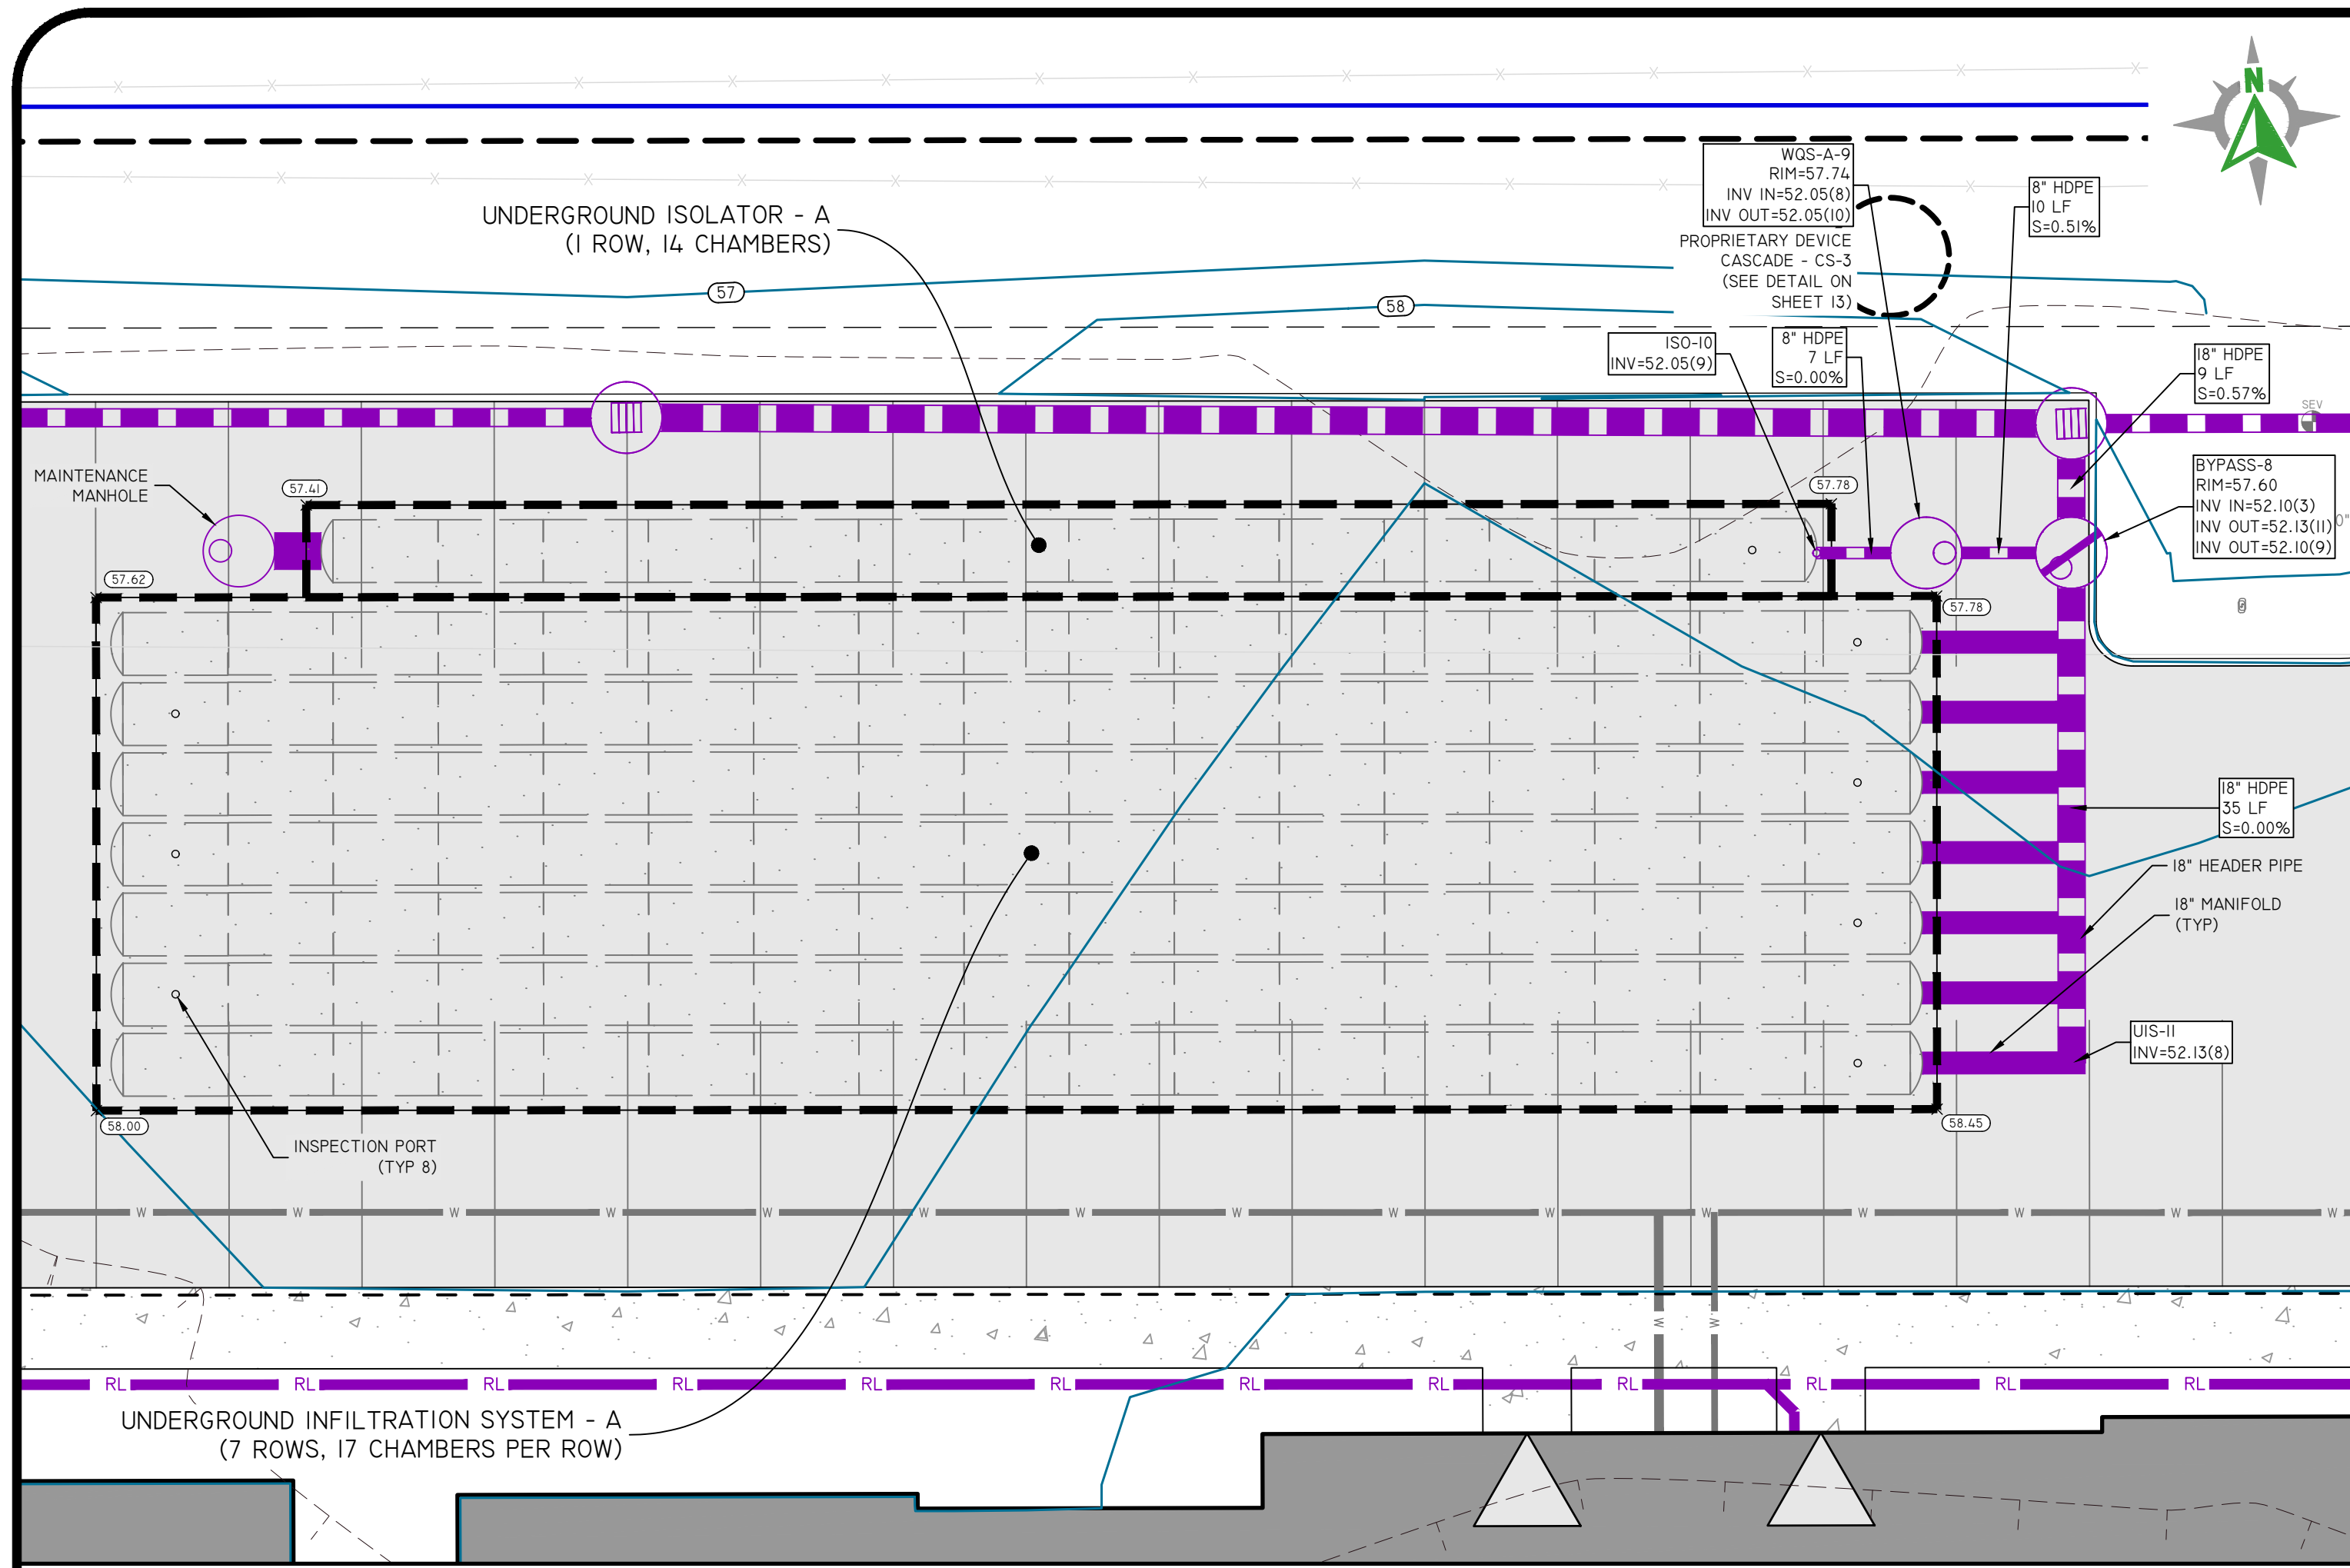 N
WQS-A-9
RIM=57.74
INV IN=52.05(8)
INV OUT=52.05(10)
PROPRIETARY DEVICE
CASCADE - CS-3
(SEE DETAIL ON
SHEET 13)
8" HDPE
10 LF
S=0.51%
UNDERGROUND ISOLATOR - A
(1 ROW, 14 CHAMBERS)
57
58
ISO-10
INV=52.05(9)
8" HDPE
7 LF
S=0.00%
18" HDPE
9 LF
S=0.57%
SEV
MAINTENANCE
MANHOLE
57.41
57.78
BYPASS-8
RIM=57.60
INV IN=52.10(3)
INV OUT=52.13(11)
INV OUT=52.10(9)
0"
57.62
57.78
18" HDPE
35 LF
S=0.00%
18" HEADER PIPE
18" MANIFOLD
(TYP)
UIS-11
INV=52.13(8)
58.00
58.45
INSPECTION PORT
(TYP 8)
W W W W W W W W W W W W W W W
W W
RL RL RL RL RL RL RL RL RL RL RL RL
UNDERGROUND INFILTRATION SYSTEM - A
(7 ROWS, 17 CHAMBERS PER ROW)